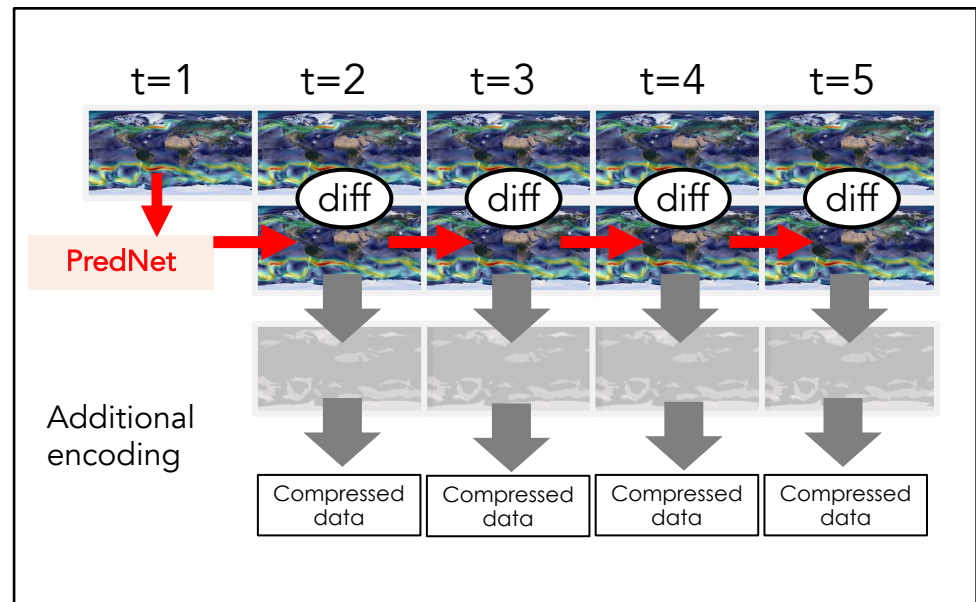 t=1 t=2 t=3 t=4 t=5
diff diff diff diff
PredNet
Additional
encoding
Compressed
data
Compressed
data
Compressed
data
Compressed
data